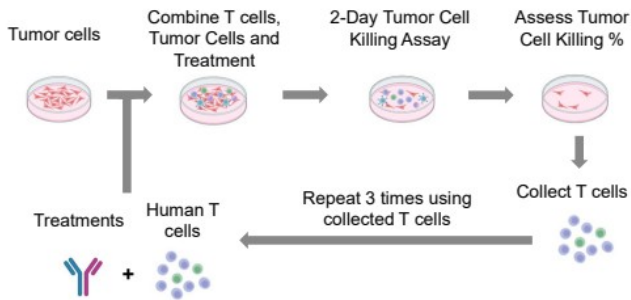 Tumor cells
Combine T cells,
Tumor Cells and
Treatment
2-Day Tumor Cell
Killing Assay
Assess Tumor
Cell Killing %
Collect T cells
Repeat 3 times using
collected T cells
Treatments
Human T
cells
+